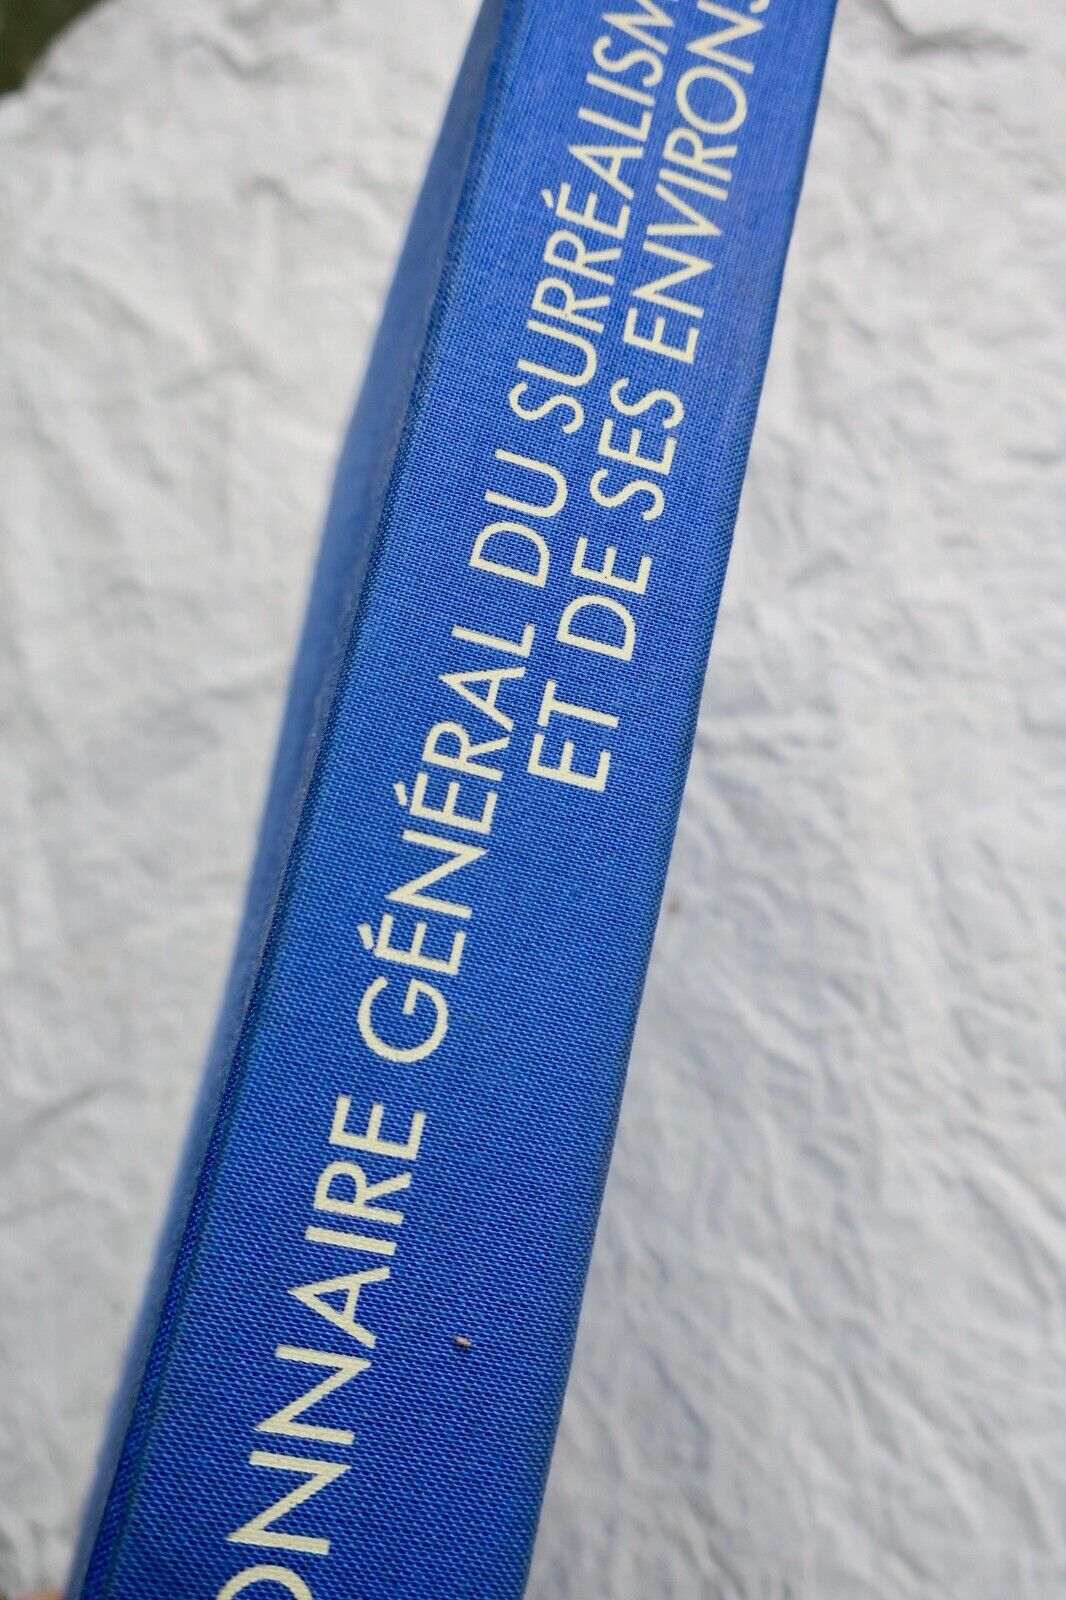 ONNAIRE GÉNÉRAL DU SURRÉALISM
ET DE SES ENVIRONS